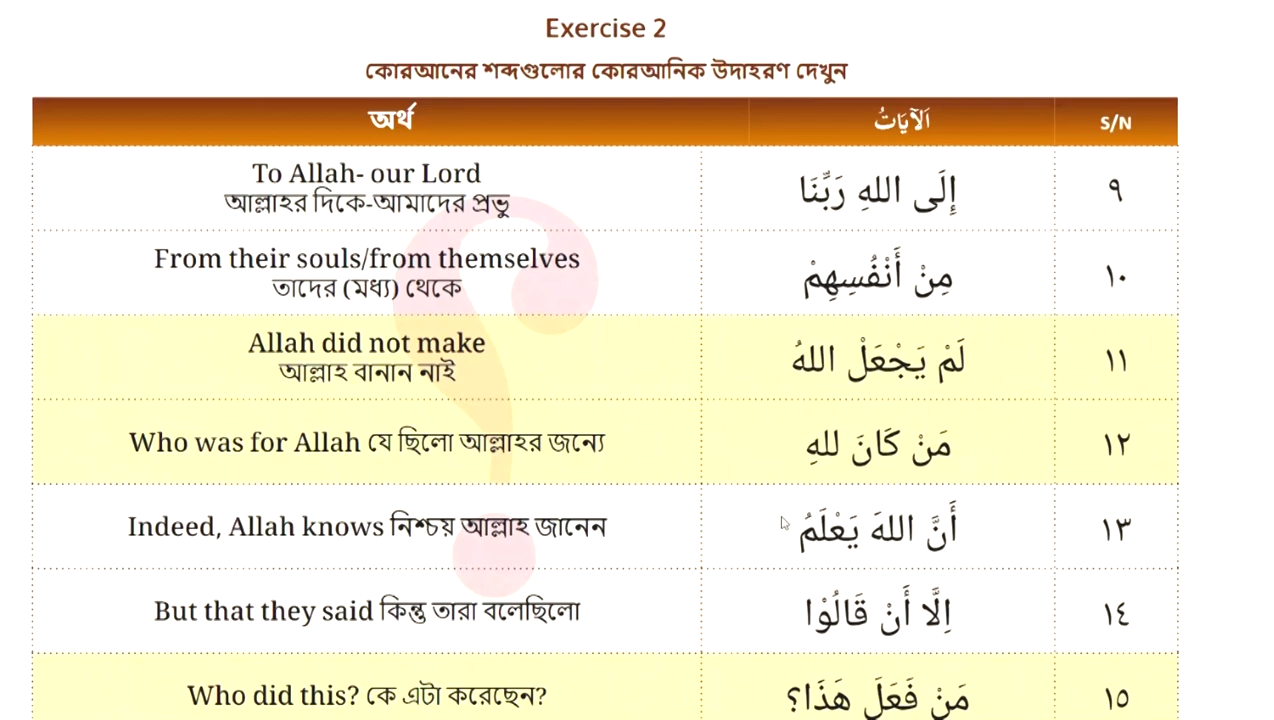 Exercise 2
কোরআনের শব্দগুলোর কোরআনিক উদাহরণ দেখুন
অর্থ اَلْآيَاتُ S/N
To Allah- our Lord إِلَى اللهِ رَبِّنَا ٩
আল্লাহর দিকে-আমাদের প্রভু
From their souls/from themselves مِنْ أَنْفُسِهِمْ ١٠
তাদের (মধ্য) থেকে
Allah did not make لَمْ يَجْعَلْ اللهُ ١١
আল্লাহ বানান নাই
Who was for Allah যে ছিলো আল্লাহর জন্যে مَنْ كَانَ للهِ ١٢
Indeed, Allah knows নিশ্চয় আল্লাহ জানেন أَنَّ اللهَ يَعْلَمُ ١٣
But that they said কিন্তু তারা বলেছিলো اِلَّا أَنْ قَالُوْا ١٤
Who did this? কে এটা করেছেন? مَنْ فَعَلَ هَذَا؟ ١٥